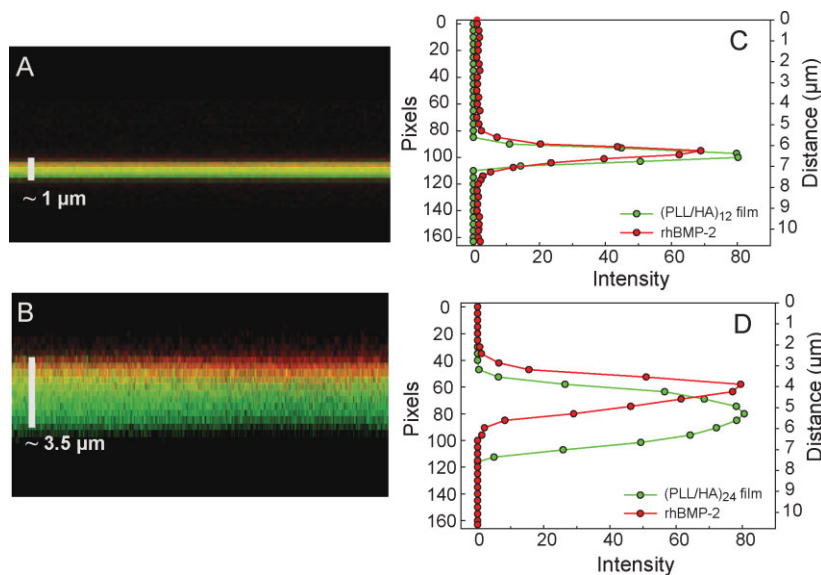 A
~ 1 µm
B
~ 3.5 µm
C
Pixels
0
20
40
60
80
100
120
140
160
Distance (µm)
0
1
2
3
4
5
6
7
8
9
10
(PLL/HA)12 film
rhBMP-2
0 20 40 60 80
Intensity
D
Pixels
0
20
40
60
80
100
120
140
160
Distance (µm)
0
1
2
3
4
5
6
7
8
9
10
(PLL/HA)24 film
rhBMP-2
0 20 40 60 80
Intensity